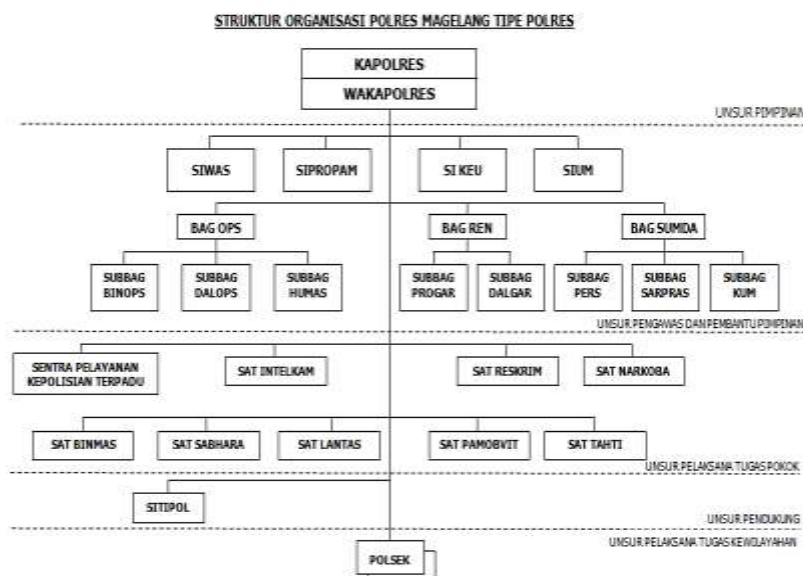 STRUKTUR ORGANISASI POLRES MAGELANG TIPE POLRES
KAPOLRES
WAKAPOLRES
UNSUR PIMPINAN
SIWAS
SIPROPAM
SI KEU
SIUM
BAG OPS
BAG REN
BAG SUMDA
SUBBAG
BINOPS
SUBBAG
DALOPS
SUBBAG
HUMAS
SUBBAG
PROGAR
SUBBAG
DALGAR
SUBBAG
PERS
SUBBAG
SARPRAS
SUBBAG
KUM
UNSUR PENGAWAS DAN PEMBANTU PIMPINAN
SENTRA PELAYANAN
KEPOLISIAN TERPADU
SAT INTELKAM
SAT RESKRIM
SAT NARKOBA
SAT BINMAS
SAT SABHARA
SAT LANTAS
SAT PAMOBVIT
SAT TAHTI
UNSUR PELAKSANA TUGAS POKOK
SITIPOL
UNSUR PENDUKUNG
UNSUR PELAKSANA TUGAS KEWILAYAHAN
POLSEK